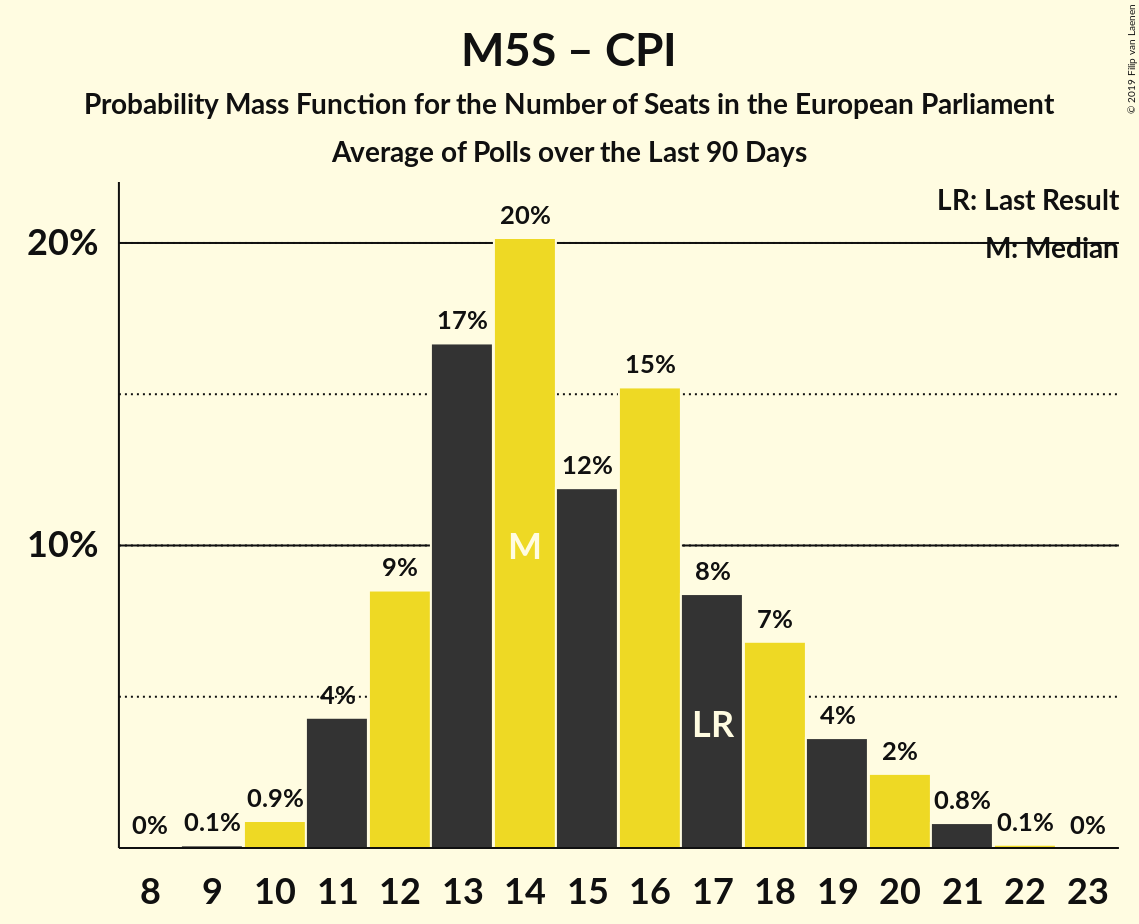 M5S – CPI
Probability Mass Function for the Number of Seats in the European Parliament
Average of Polls over the Last 90 Days
© 2019 Filip van Laenen
LR: Last Result
M: Median
20%
10%
0%
0.1%
0.9%
4%
9%
17%
20%
12%
15%
8%
7%
4%
2%
0.8%
0.1%
0%
M
LR
8 9 10 11 12 13 14 15 16 17 18 19 20 21 22 23